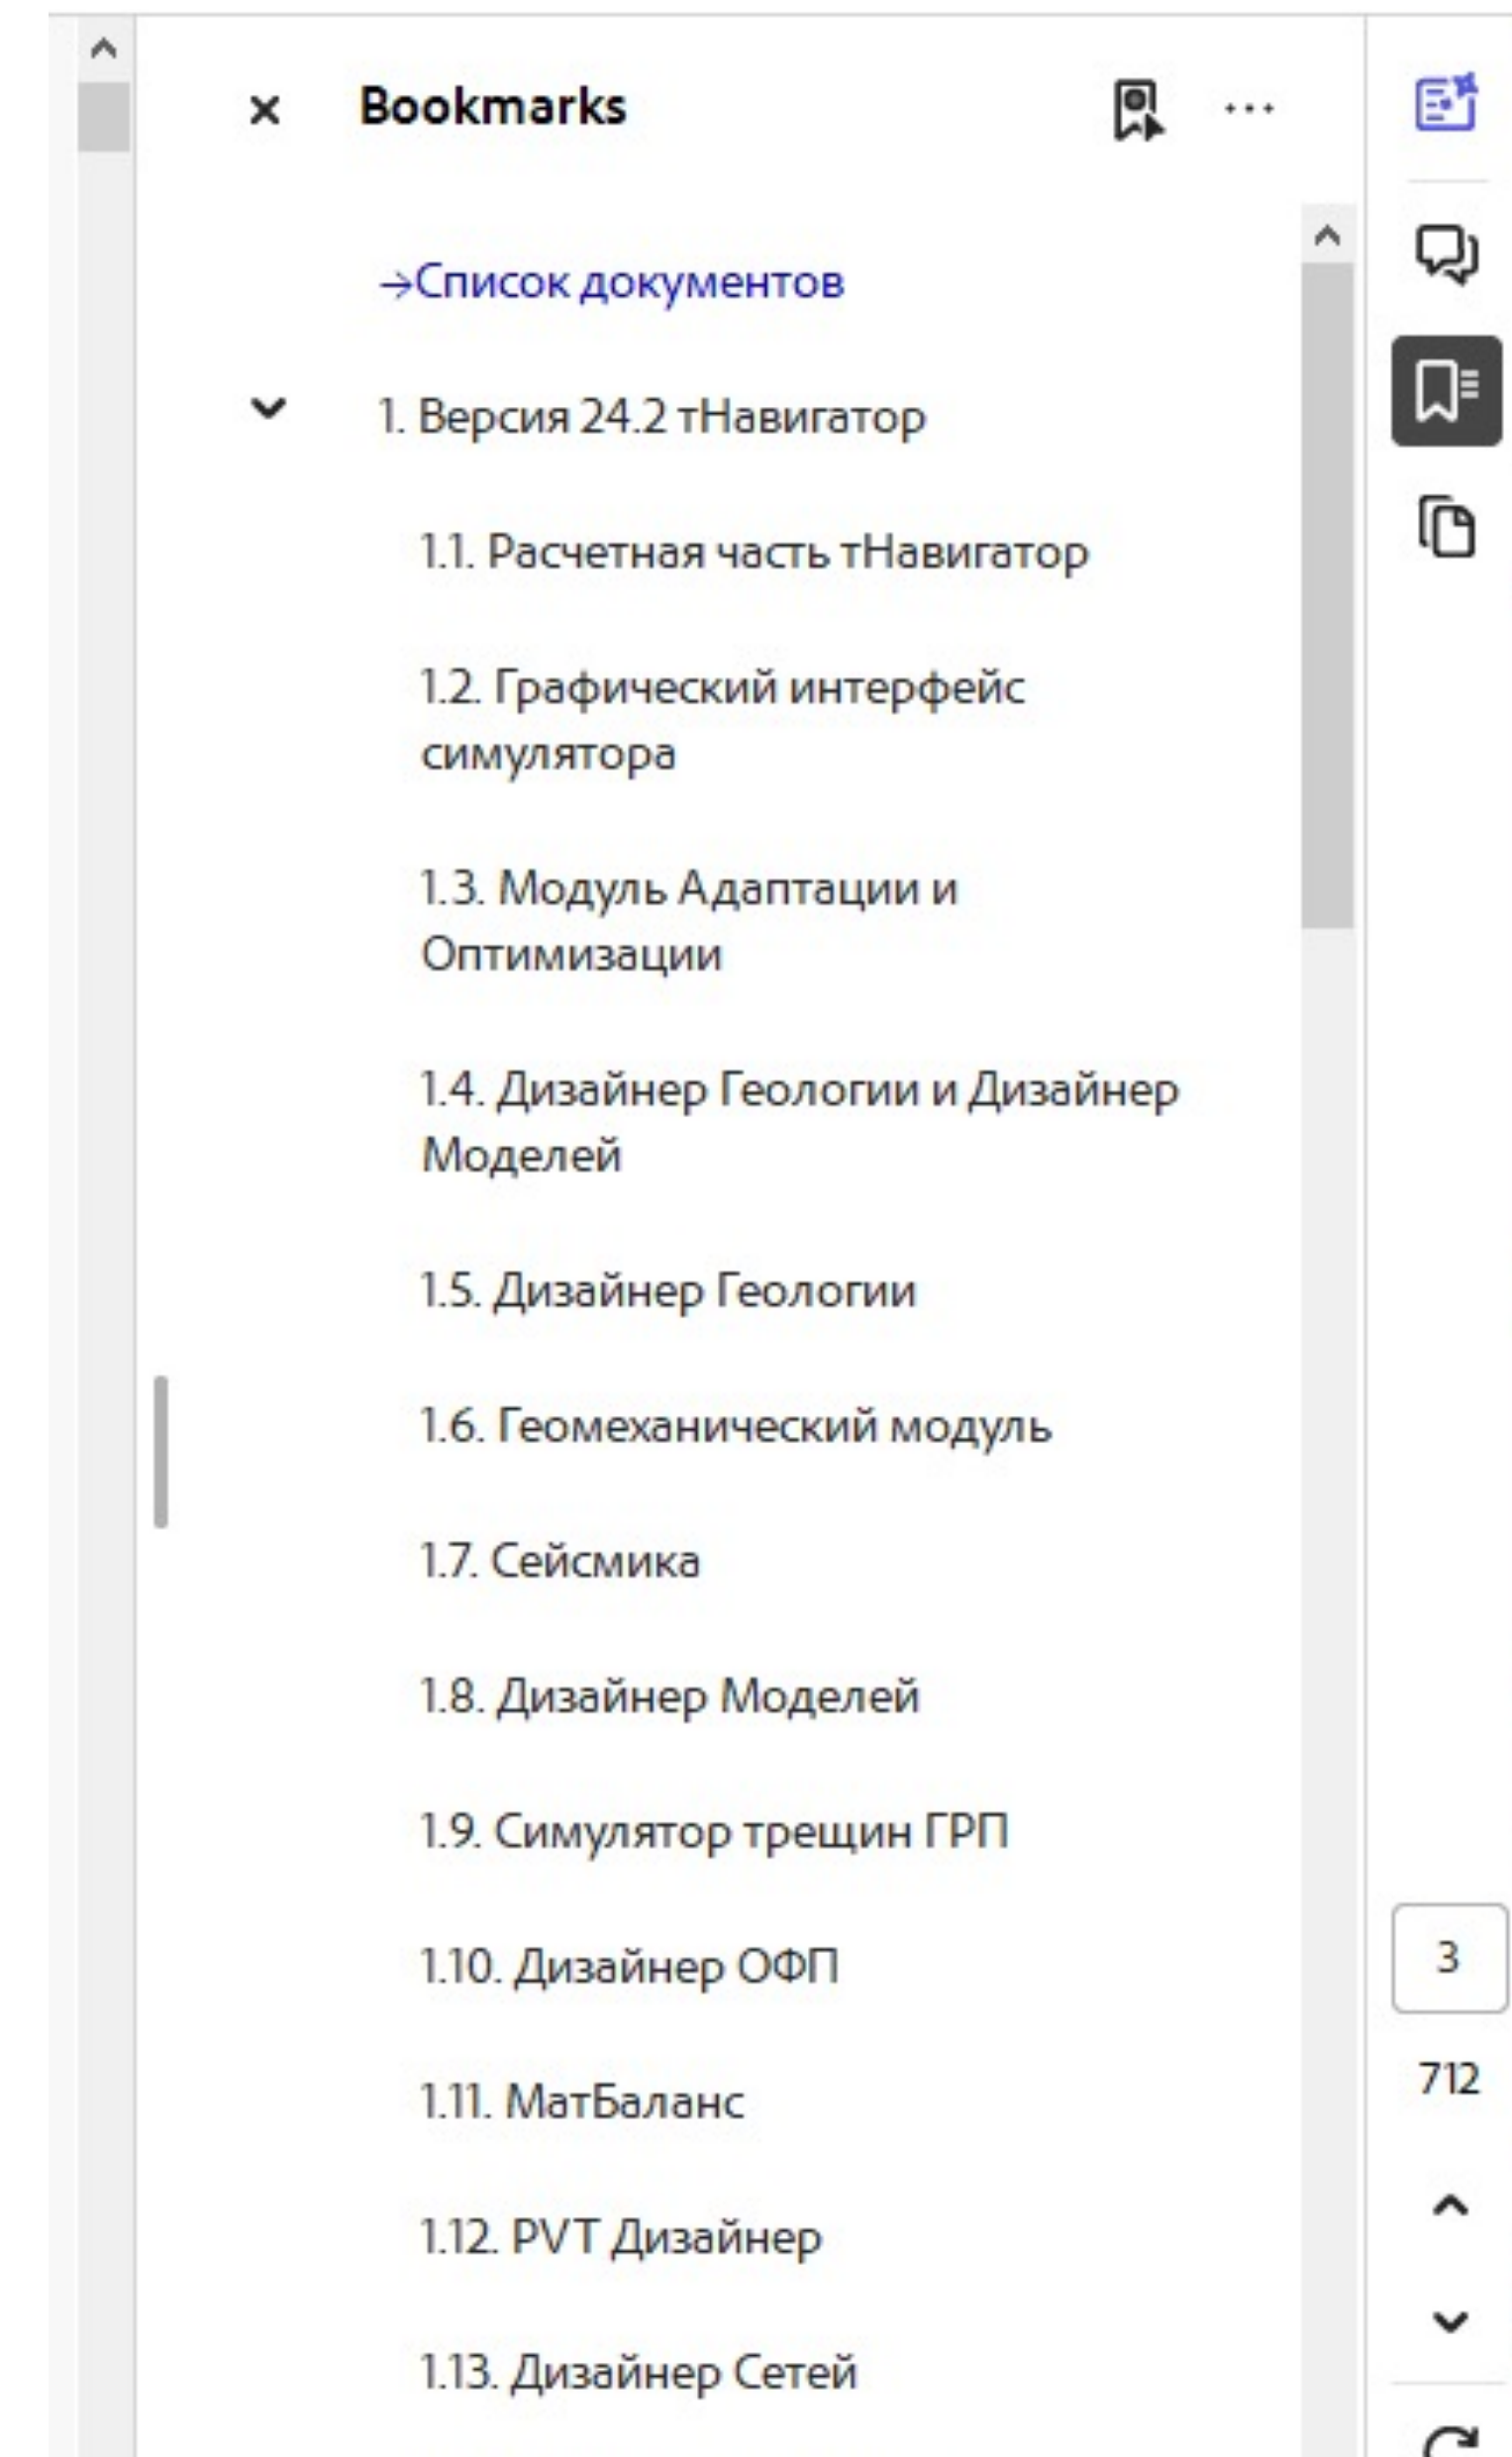 Bookmarks
→Список документов
1. Версия 24.2 тНавигатор
1.1. Расчетная часть тНавигатор
1.2. Графический интерфейс
симулятора
1.3. Модуль Адаптации и
Оптимизации
1.4. Дизайнер Геологии и Дизайнер
Моделей
1.5. Дизайнер Геологии
1.6. Геомеханический модуль
1.7. Сейсмика
1.8. Дизайнер Моделей
1.9. Симулятор трещин ГРП
1.10. Дизайнер ОФП
1.11. МатБаланс
1.12. PVT Дизайнер
1.13. Дизайнер Сетей
3
712